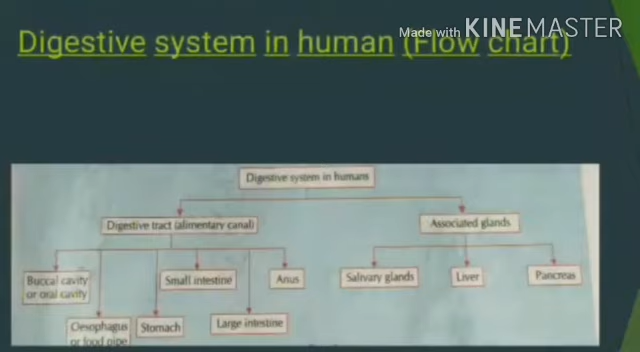 Made with KINEMASTER
Digestive system in human (Flow chart)
Digestive system in humans
Digestive tract (alimentary canal)
Associated glands
Buccal cavity
or oral cavity
Small intestine
Anus
Salivary glands
Liver
Pancreas
Oesophagus
or food pipe
Stomach
Large intestine